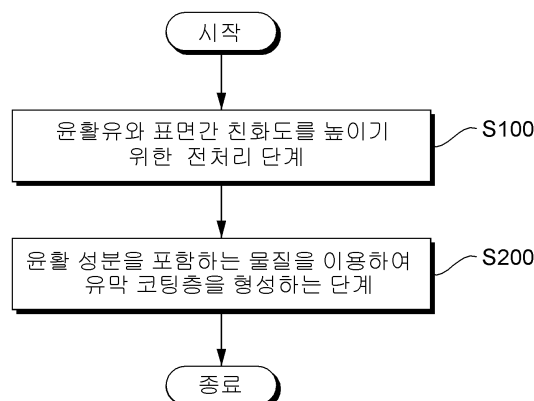 시작
윤활유와 표면간 친화도를 높이기
위한 전처리 단계
S100
윤활 성분을 포함하는 물질을 이용하여
유막 코팅층을 형성하는 단계
S200
종료